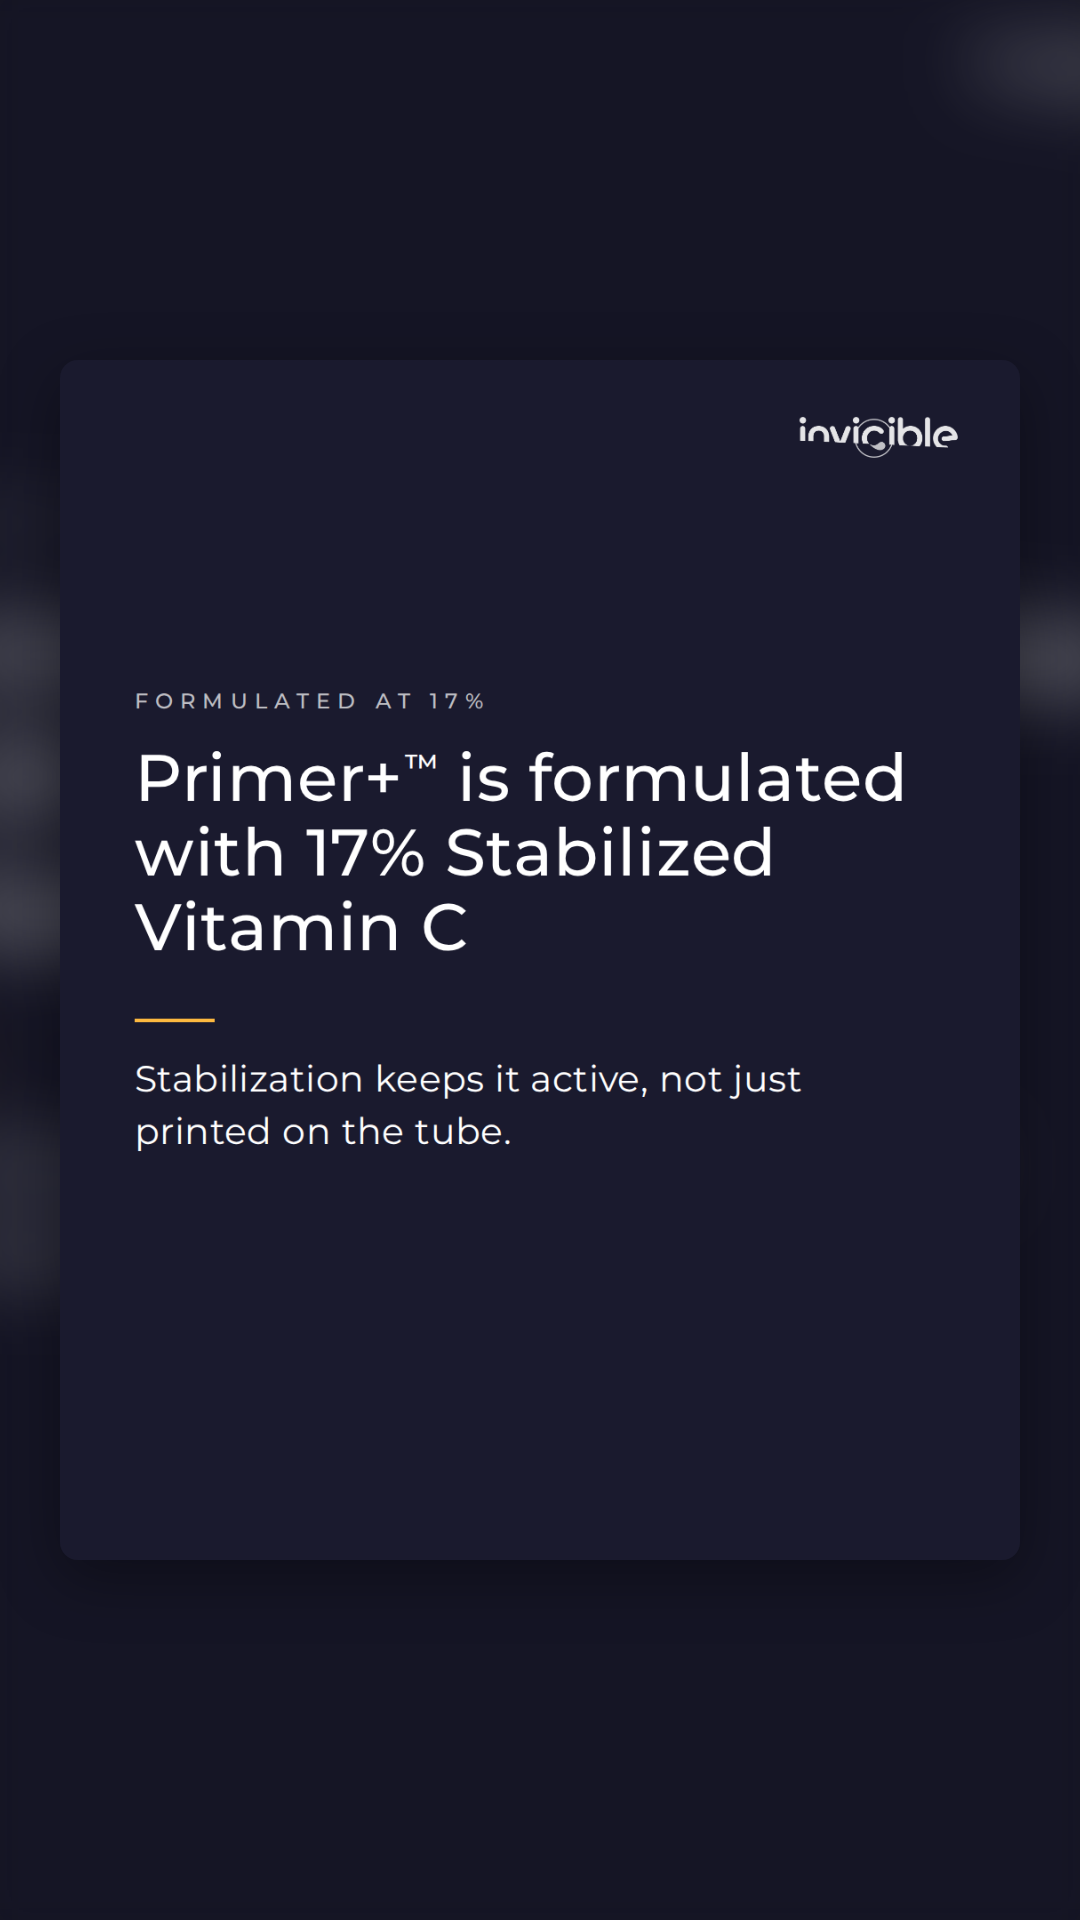 invicible
FORMULATED AT 17%
Primer+™ is formulated
with 17% Stabilized
Vitamin C
Stabilization keeps it active, not just
printed on the tube.